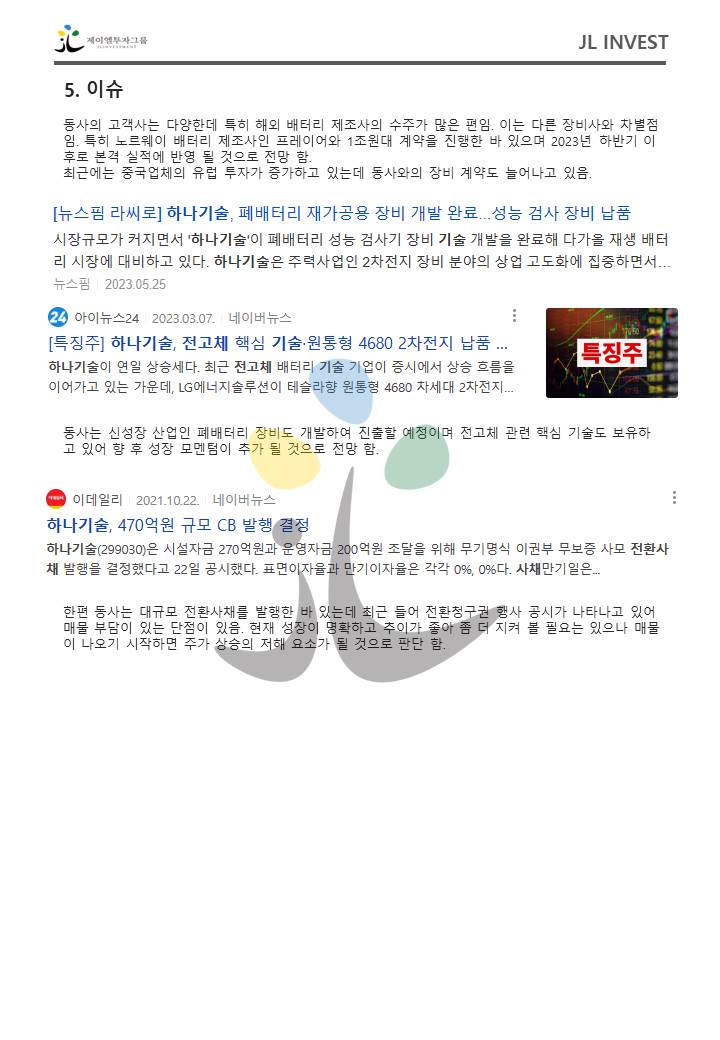 제이엘투자그룹
JLINVESTMENT
JL INVEST
5. 이슈
동사의 고객사는 다양한데 특히 해외 배터리 제조사의 수주가 많은 편임. 이는 다른 장비사와 차별점
임. 특히 노르웨이 배터리 제조사인 프레이어와 1조원대 계약을 진행한 바 있으며 2023년 하반기 이
후로 본격 실적에 반영 될 것으로 전망 함.
최근에는 중국업체의 유럽 투자가 증가하고 있는데 동사와의 장비 계약도 늘어나고 있음.
[뉴스핌 라씨로] 하나기술, 폐배터리 재가공용 장비 개발 완료...성능 검사 장비 납품
시장규모가 커지면서 '하나기술'이 폐배터리 성능 검사기 장비 기술 개발을 완료해 다가올 재생 배터
리 시장에 대비하고 있다. 하나기술은 주력사업인 2차전지 장비 분야의 상업 고도화에 집중하면서...
뉴스핌 2023.05.25
24 아이뉴스24 2023.03.07. 네이버뉴스
[특징주] 하나기술, 전고체 핵심 기술·원통형 4680 2차전지 납품 ...
하나기술이 연일 상승세다. 최근 전고체 배터리 기술 기업이 증시에서 상승 흐름을
이어가고 있는 가운데, LG에너지솔루션이 테슬라향 원통형 4680 차세대 2차전지...
특징주
동사는 신성장 산업인 폐배터리 장비도 개발하여 진출할 예정이며 전고체 관련 핵심 기술도 보유하
고 있어 향 후 성장 모멘텀이 추가 될 것으로 전망 함.
이데일리 2021.10.22. 네이버뉴스
하나기술, 470억원 규모 CB 발행 결정
하나기술(299030)은 시설자금 270억원과 운영자금 200억원 조달을 위해 무기명식 이권부 무보증 사모 전환사
채 발행을 결정했다고 22일 공시했다. 표면이자율과 만기이자율은 각각 0%, 0%다. 사채만기일은...
한편 동사는 대규모 전환사채를 발행한 바 있는데 최근 들어 전환청구권 행사 공시가 나타나고 있어
매물 부담이 있는 단점이 있음. 현재 성장이 명확하고 추이가 좋아 좀 더 지켜 볼 필요는 있으나 매물
이 나오기 시작하면 주가 상승의 저해 요소가 될 것으로 판단 함.